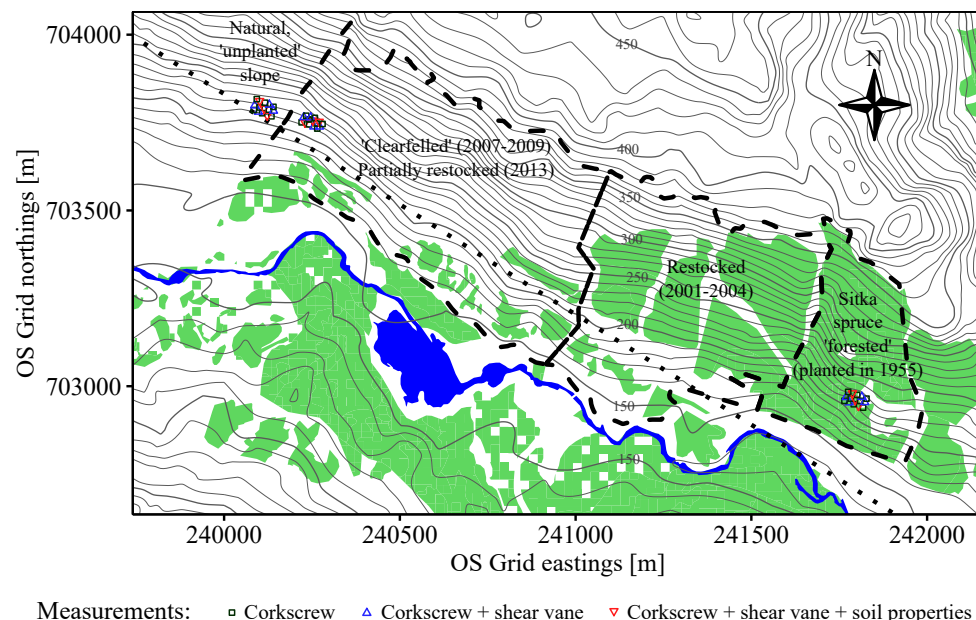 704000
703500
703000
OS Grid northings [m]
Natural,
'unplanted'
slope
450
N
'Clearfelled' (2007-2009)
Partially restocked (2013)
400
350
300
250
200
150
150
Restocked
(2001-2004)
Sitka
spruce
'forested'
(planted in 1955)
240000 240500 241000 241500 242000
OS Grid eastings [m]
Measurements: Corkscrew Corkscrew + shear vane Corkscrew + shear vane + soil properties